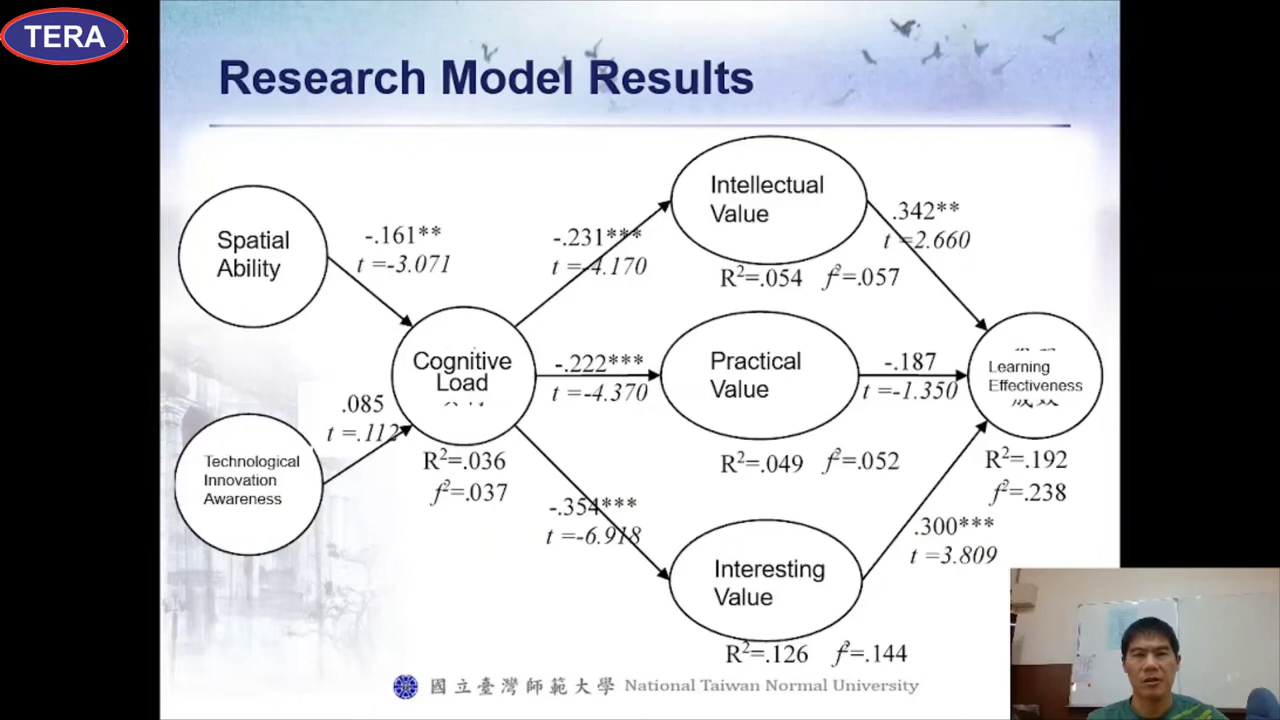 TERA
Research Model Results
Spatial
Ability
-.161**
t =-3.071
Technological
Innovation
Awareness
.085
t =.112
Cognitive
Load
R²=.036
f²=.037
-.231***
t =-4.170
-.222***
t =-4.370
-.354***
t =-6.918
Intellectual
Value
R²=.054 f²=.057
Practical
Value
R²=.049 f²=.052
Interesting
Value
R²=.126 f²=.144
.342**
t =2.660
-.187
t =-1.350
.300***
t =3.809
Learning
Effectiveness
R²=.192
f²=.238
國立臺灣師範大學 National Taiwan Normal University